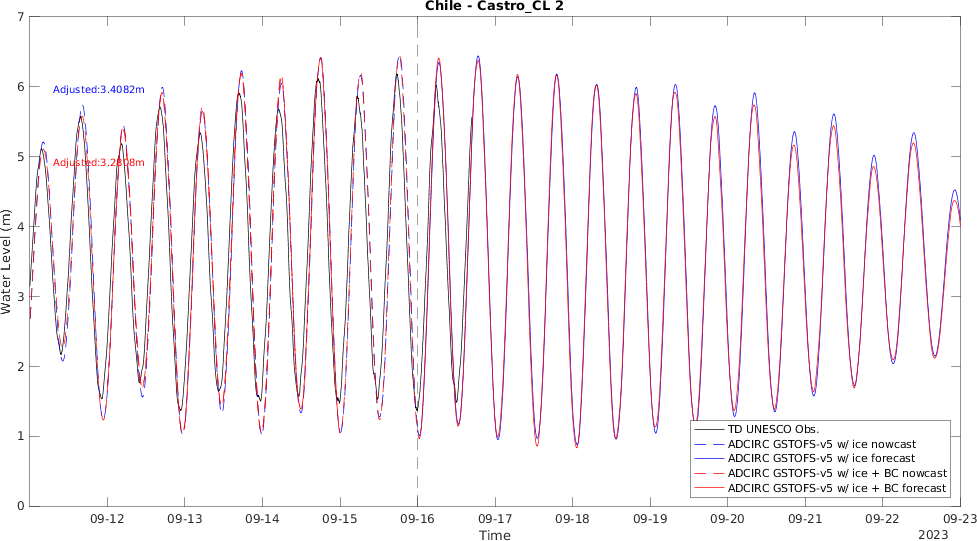 Chile - Castro_CL 2
7
6
5
4
3
2
1
0
Water Level (m)
Adjusted:3.4082m
Adjusted:3.2808m
TD UNESCO Obs.
ADCIRC GSTOFS-v5 w/ ice nowcast
ADCIRC GSTOFS-v5 w/ ice forecast
ADCIRC GSTOFS-v5 w/ ice + BC nowcast
ADCIRC GSTOFS-v5 w/ ice + BC forecast
09-12 09-13 09-14 09-15 09-16 09-17 09-18 09-19 09-20 09-21 09-22 09-23
Time
2023